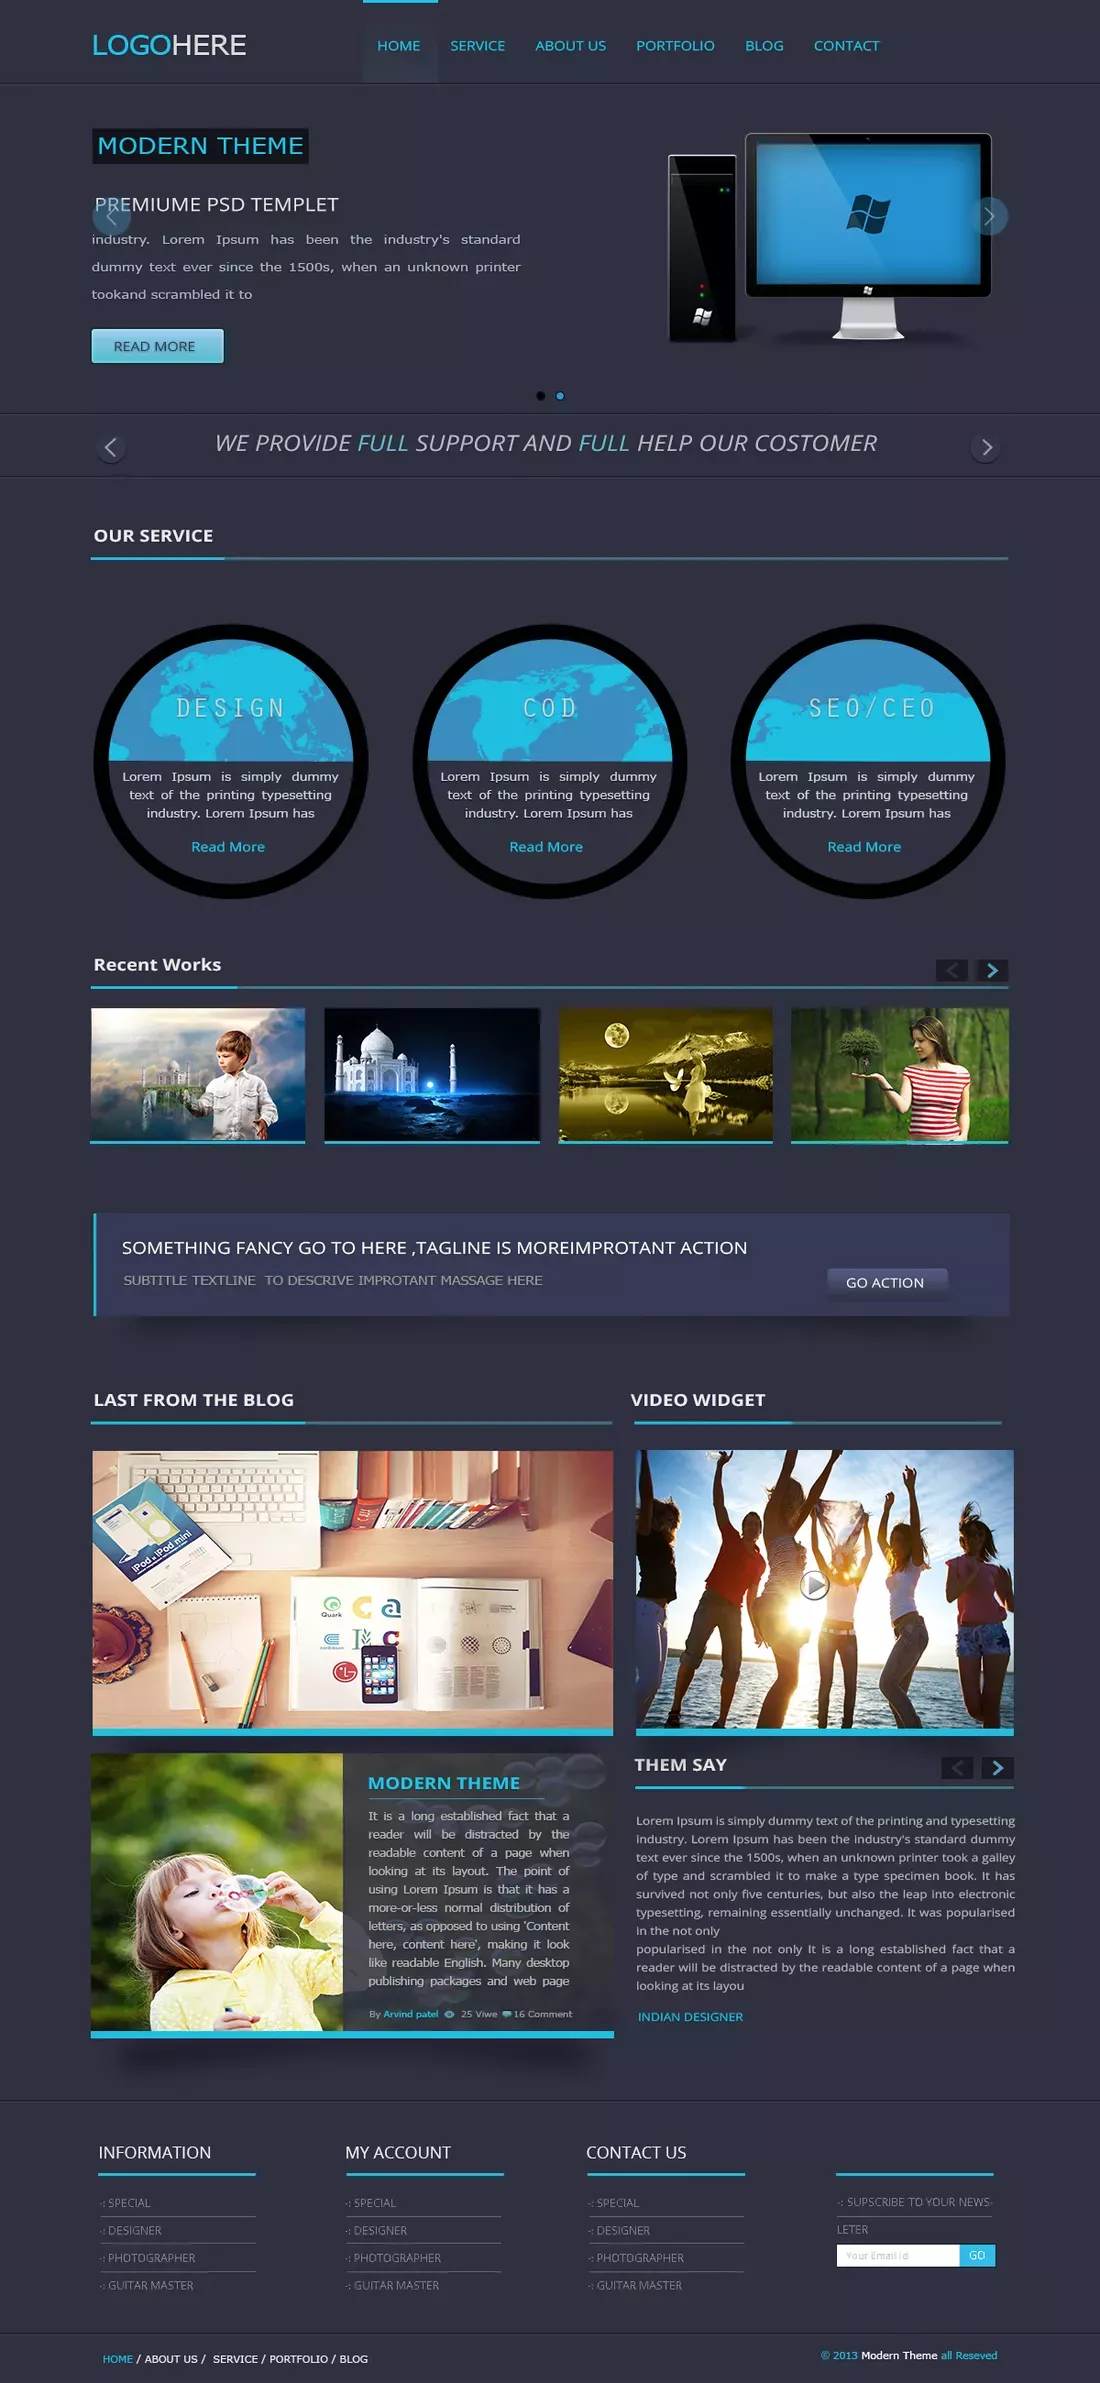 LOGOHERE
HOME SERVICE ABOUT US PORTFOLIO BLOG CONTACT
MODERN THEME
PREMIUME PSD TEMPLET
industry. Lorem Ipsum has been the industry's standard
dummy text ever since the 1500s, when an unknown printer
tookand scrambled it to
READ MORE
WE PROVIDE FULL SUPPORT AND FULL HELP OUR COSTOMER
OUR SERVICE
DESIGN
Lorem Ipsum is simply dummy
text of the printing typesetting
industry. Lorem Ipsum has
Read More
COD
Lorem Ipsum is simply dummy
text of the printing typesetting
industry. Lorem Ipsum has
Read More
SEO/CEO
Lorem Ipsum is simply dummy
text of the printing typesetting
industry. Lorem Ipsum has
Read More
Recent Works
SOMETHING FANCY GO TO HERE ,TAGLINE IS MOREIMPROTANT ACTION
SUBTITLE TEXTLINE TO DESCRIVE IMPROTANT MASSAGE HERE
GO ACTION
LAST FROM THE BLOG
iPod + iPod mini
Quark
MODERN THEME
It is a long established fact that a
reader will be distracted by the
readable content of a page when
looking at its layout. The point of
using Lorem Ipsum is that it has a
more-or-less normal distribution of
letters, as opposed to using 'Content
here, content here', making it look
like readable English. Many desktop
publishing packages and web page
By Arvind patel 25 Viwe 16 Comment
VIDEO WIDGET
THEM SAY
Lorem Ipsum is simply dummy text of the printing and typesetting
industry. Lorem Ipsum has been the industry's standard dummy
text ever since the 1500s, when an unknown printer took a galley
of type and scrambled it to make a type specimen book. It has
survived not only five centuries, but also the leap into electronic
typesetting, remaining essentially unchanged. It was popularised
in the not only
popularised in the not only It is a long established fact that a
reader will be distracted by the readable content of a page when
looking at its layou
INDIAN DESIGNER
INFORMATION
-: SPECIAL
-: DESIGNER
-: PHOTOGRAPHER
-: GUITAR MASTER
MY ACCOUNT
-: SPECIAL
-: DESIGNER
-: PHOTOGRAPHER
-: GUITAR MASTER
CONTACT US
-: SPECIAL
-: DESIGNER
-: PHOTOGRAPHER
-: GUITAR MASTER
-: SUPSCRIBE TO YOUR NEWS-
LETER
Your Email id GO
HOME / ABOUT US / SERVICE / PORTFOLIO / BLOG
© 2013 Modern Theme all Reseved